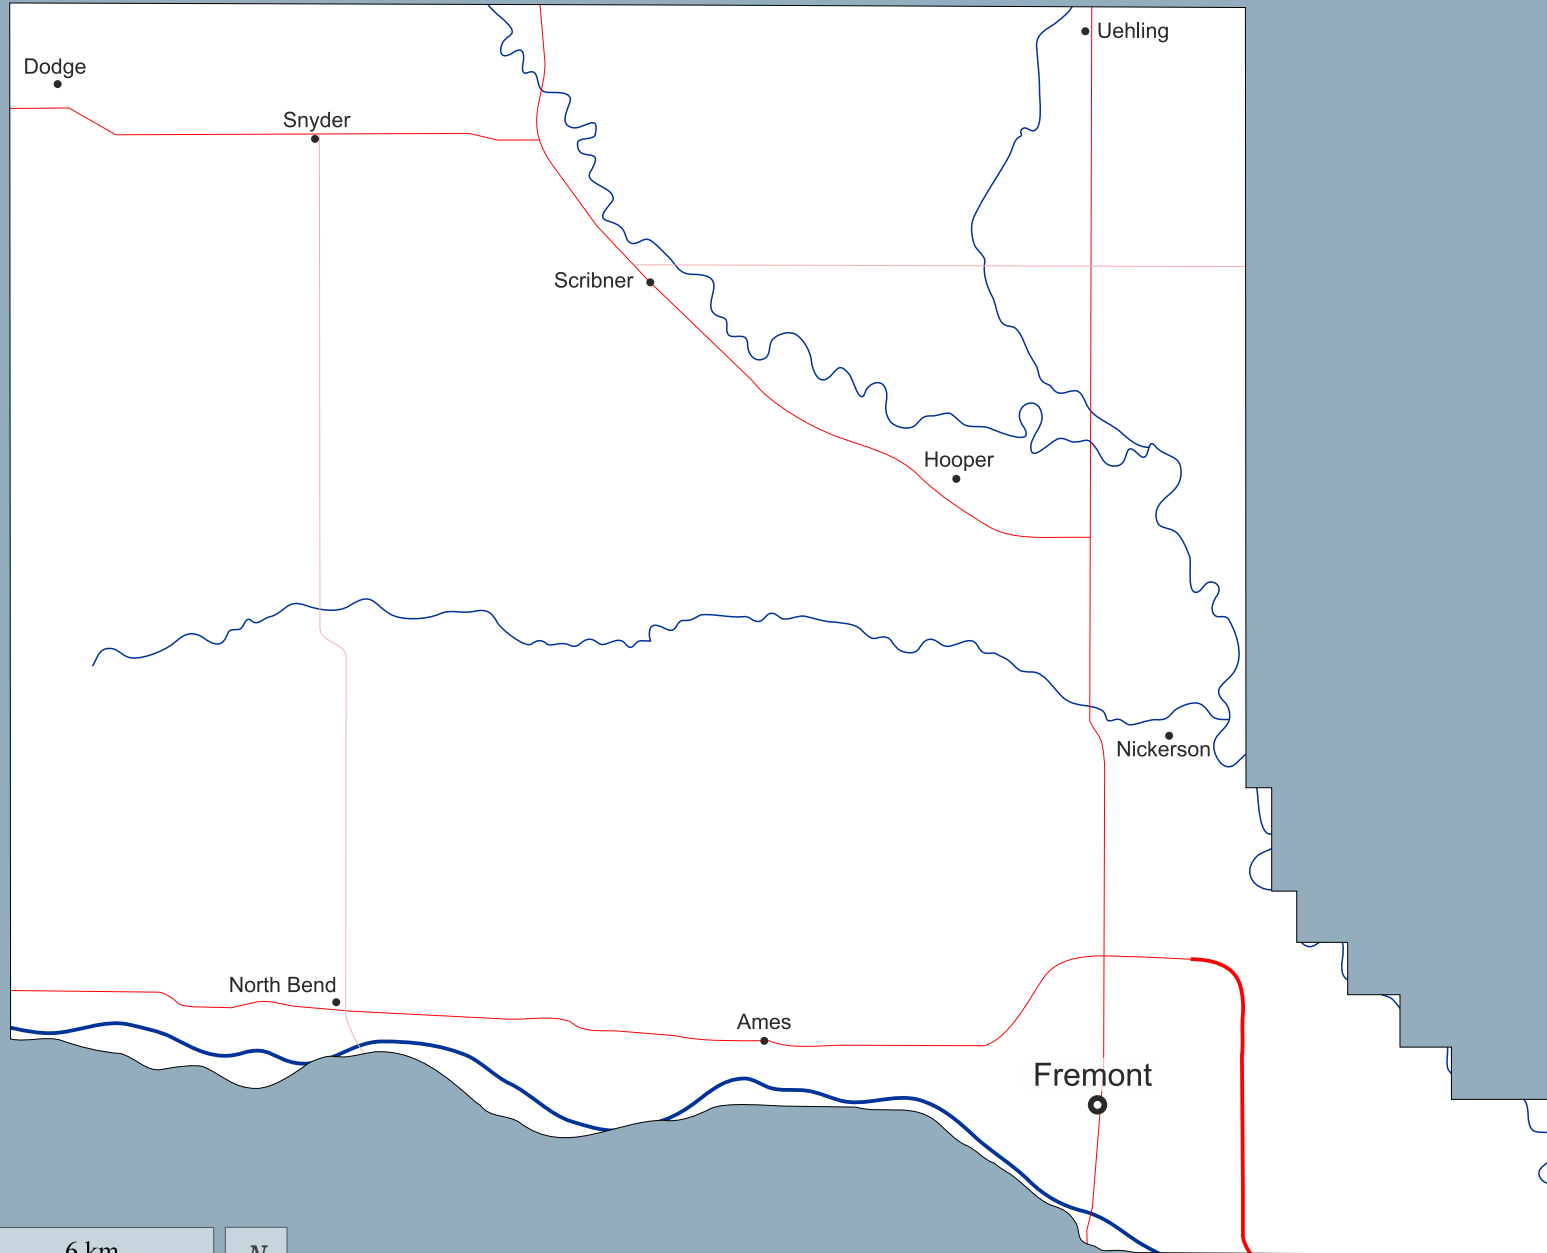 Uehling
Dodge
Snyder
Scribner
Hooper
Nickerson
North Bend
Ames
Fremont
6 km
N